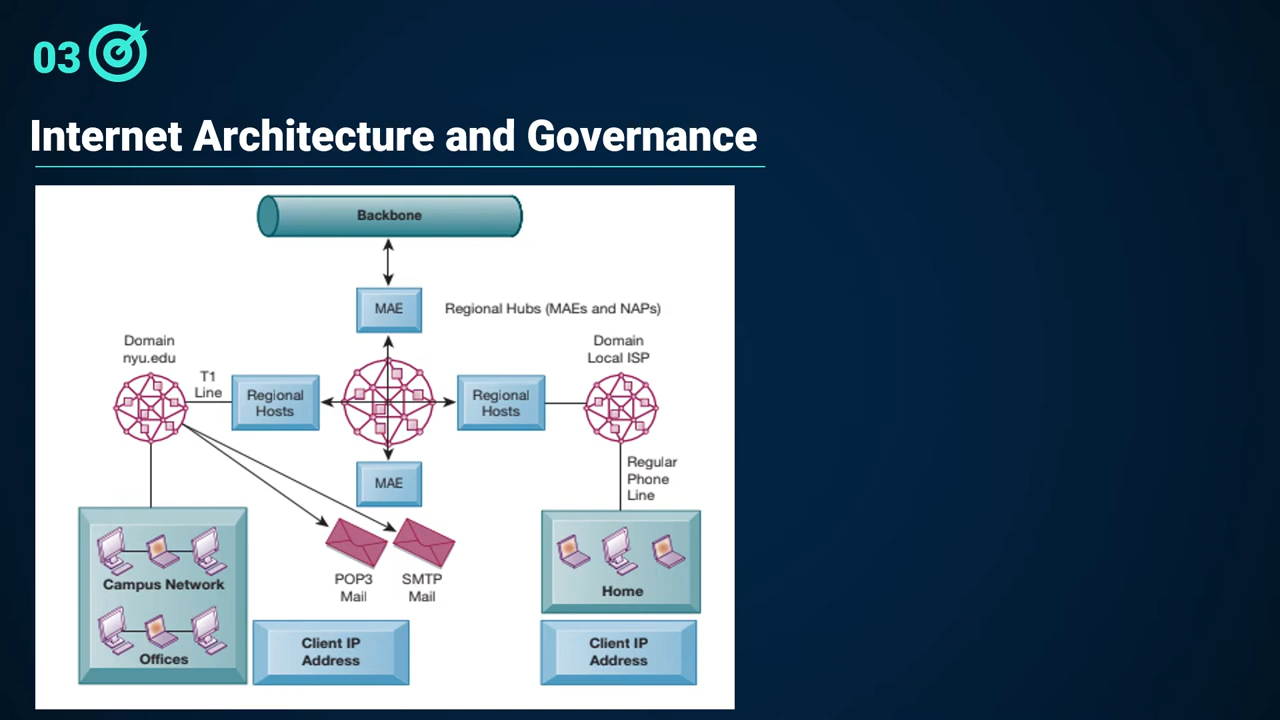 03
Internet Architecture and Governance
Backbone
MAE
Regional Hubs (MAEs and NAPs)
Domain
nyu.edu
Domain
Local ISP
T1
Line
Regional
Hosts
Regional
Hosts
MAE
Regular
Phone
Line
POP3
Mail
SMTP
Mail
Campus Network
Offices
Home
Client IP
Address
Client IP
Address